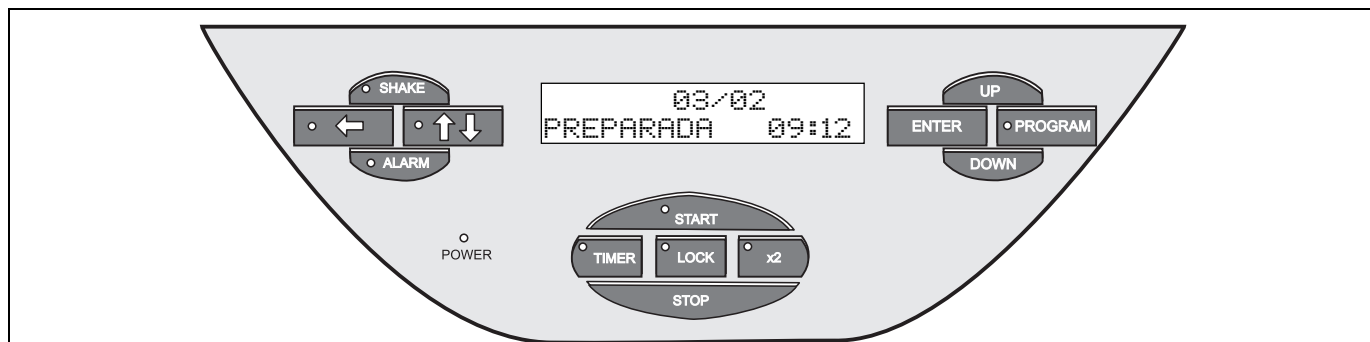 SHAKE
ALARM
POWER
03/02
PREPARADA 09:12
START
TIMER
LOCK
x2
STOP
UP
ENTER
PROGRAM
DOWN